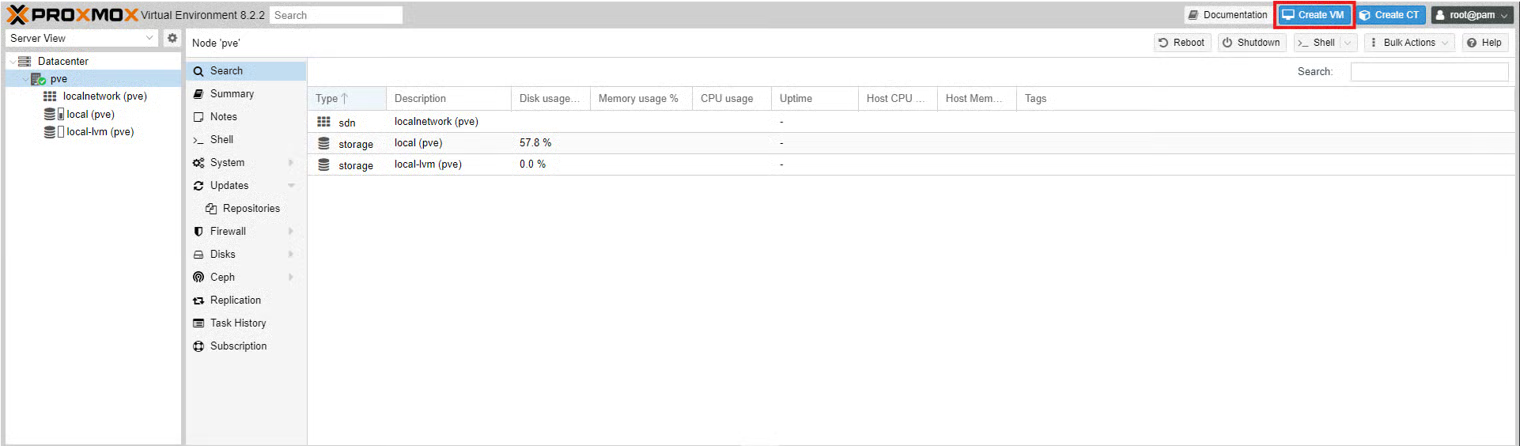 PROXMOX Virtual Environment 8.2.2 Search Documentation Create VM Create CT root@pam
Server View
Node 'pve' Reboot Shutdown >_ Shell Bulk Actions Help
Datacenter
pve
localnetwork (pve)
local (pve)
local-lvm (pve)
Search
Summary
Notes
>_ Shell
System
Updates
Repositories
Firewall
Disks
Ceph
Replication
Task History
Subscription
Search:
Type ↑ Description Disk usage... Memory usage % CPU usage Uptime Host CPU ... Host Mem... Tags
sdn localnetwork (pve) -
storage local (pve) 57.8 % -
storage local-lvm (pve) 0.0 % -